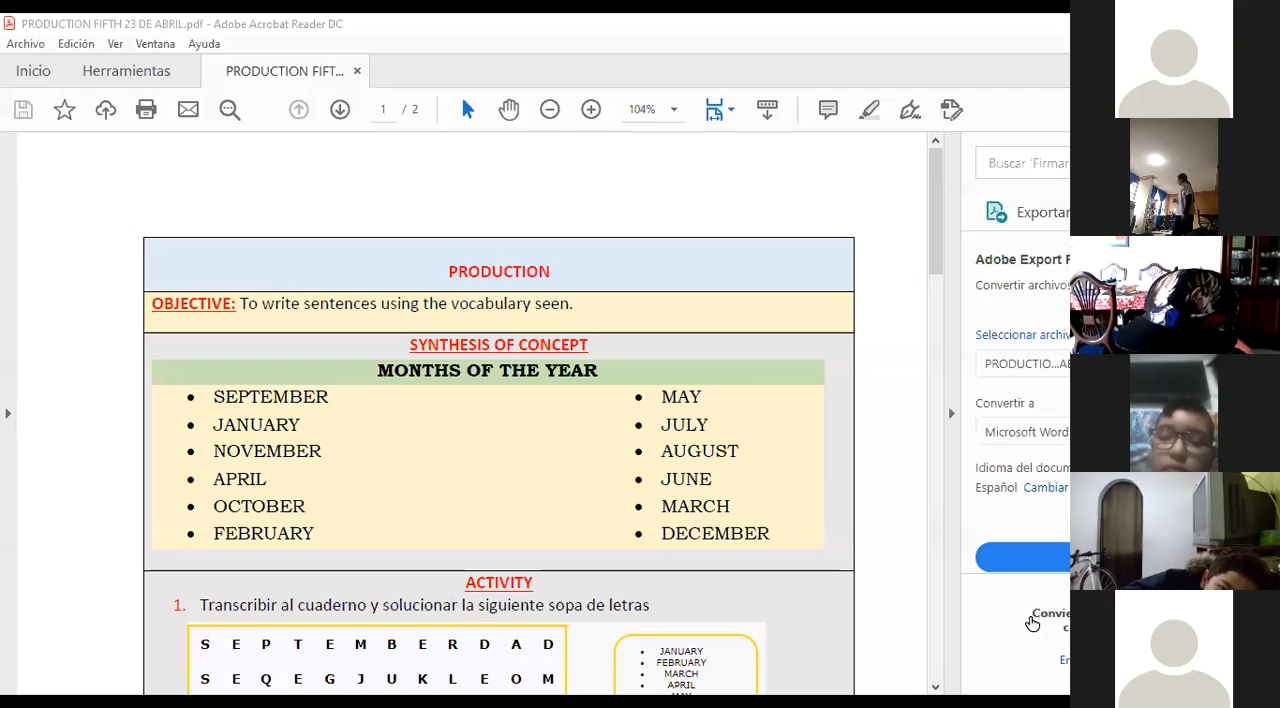 PRODUCTION FIFTH 23 DE ABRIL.pdf - Adobe Acrobat Reader DC
Archivo Edición Ver Ventana Ayuda
Inicio Herramientas PRODUCTION FIFT... ×
1 / 2 104%
Buscar 'Firmar
Exportar
Adobe Export
Convertir archivos
Seleccionar archiv
PRODUCTIO...AB
Convertir a
Microsoft Word
Idioma del docum
Español Cambiar
Convie
PRODUCTION
OBJECTIVE: To write sentences using the vocabulary seen.
SYNTHESIS OF CONCEPT
MONTHS OF THE YEAR
• SEPTEMBER
• JANUARY
• NOVEMBER
• APRIL
• OCTOBER
• FEBRUARY
• MAY
• JULY
• AUGUST
• JUNE
• MARCH
• DECEMBER
ACTIVITY
1. Transcribir al cuaderno y solucionar la siguiente sopa de letras
S E P T E M B E R D A D
S E Q E G J U K L E O M
• JANUARY
• FEBRUARY
• MARCH
• APRIL